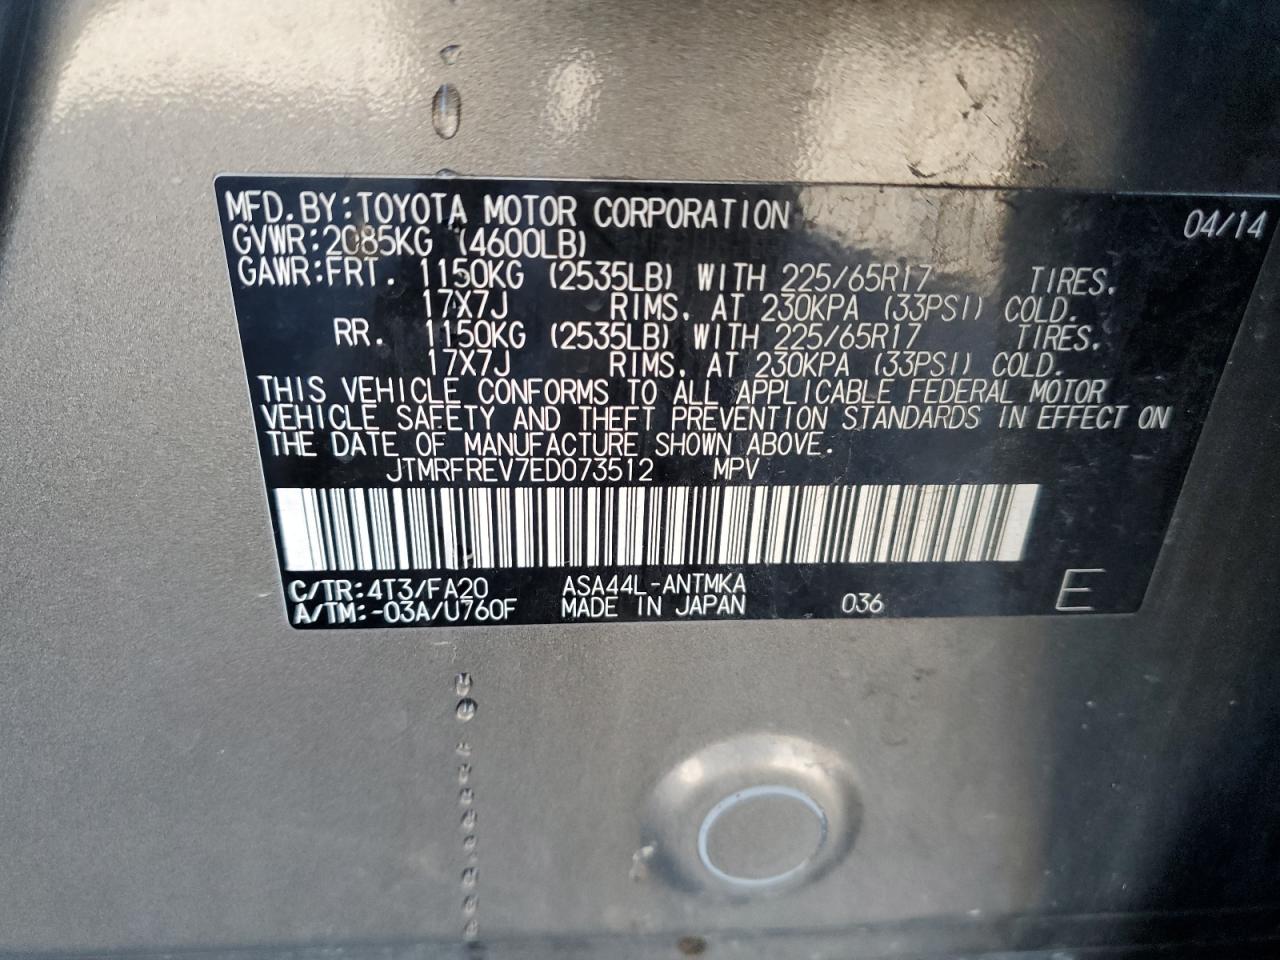 MFD. BY: TOYOTA MOTOR CORPORATION 04/14
GVWR: 2085KG (4600LB)
GAWR: FRT. 1150KG (2535LB) WITH 225/65R17 TIRES.
17X7J RIMS. AT 230KPA (33PSI) COLD.
RR. 1150KG (2535LB) WITH 225/65R17 TIRES.
17X7J RIMS. AT 230KPA (33PSI) COLD.
THIS VEHICLE CONFORMS TO ALL APPLICABLE FEDERAL MOTOR
VEHICLE SAFETY AND THEFT PREVENTION STANDARDS IN EFFECT ON
THE DATE OF MANUFACTURE SHOWN ABOVE.
JTMRFREV7ED073512 MPV
C/TR: 4T3/FA20 ASA44L-ANTMKA
A/TM: -03A/U760F MADE IN JAPAN 036 E